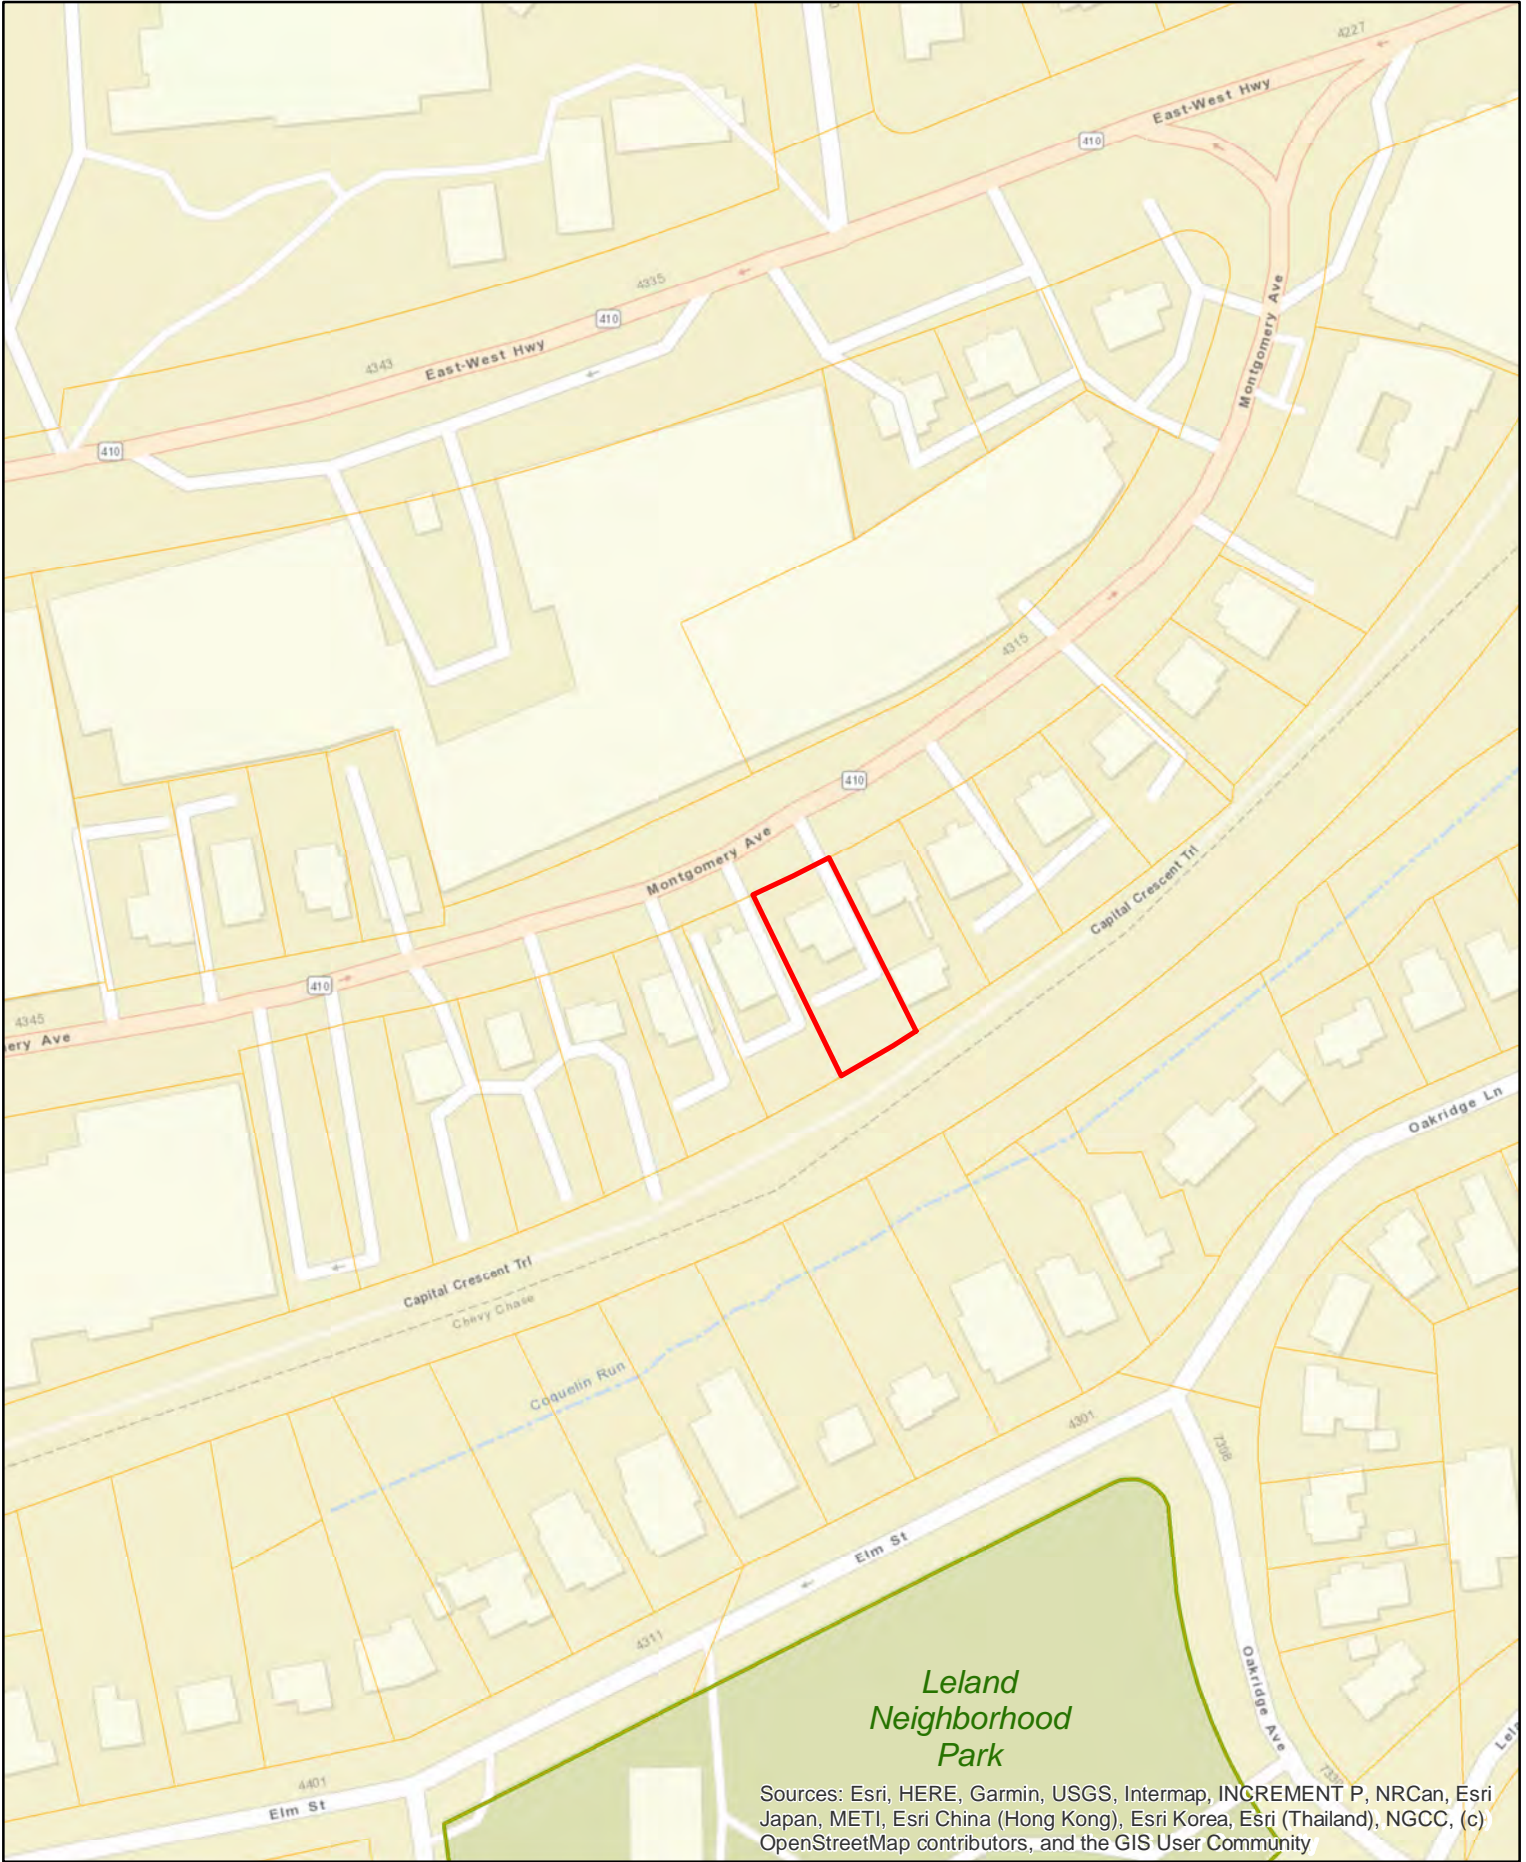 4227
East-West Hwy
410
4335
410
East-West Hwy
4343
Montgomery Ave
410
4315
410
Montgomery Ave
Capital Crescent Trl
410
4345
ery Ave
Oakridge Ln
Capital Crescent Trl
Chevy Chase
Coquelin Run
4301
7308
Elm St
4311
Oakridge Ave
Leland
Neighborhood
Park
4401
Elm St
Sources: Esri, HERE, Garmin, USGS, Intermap, INCREMENT P, NRCan, Esri
Japan, METI, Esri China (Hong Kong), Esri Korea, Esri (Thailand), NGCC, (c)
OpenStreetMap contributors, and the GIS User Community